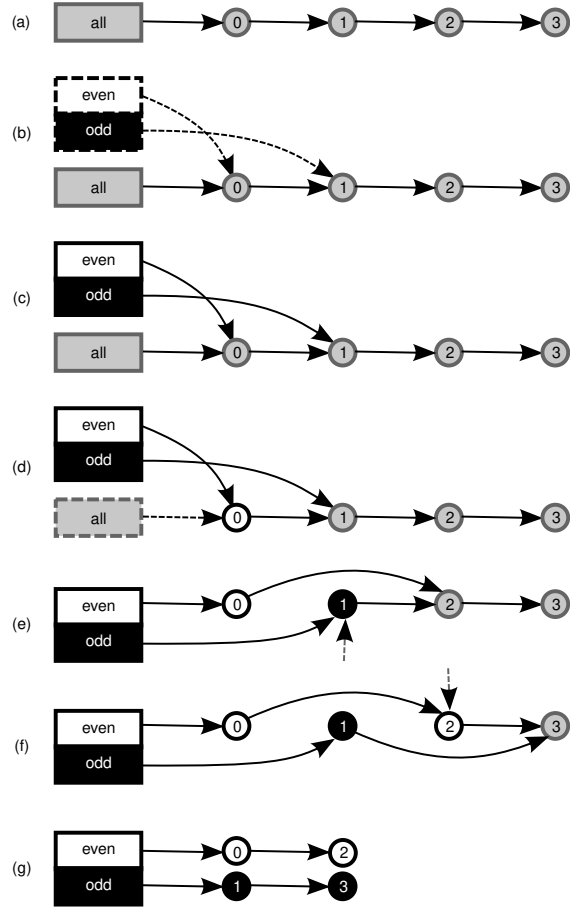 (a) all 0 1 2 3
even
(b) odd
all 0 1 2 3
even
(c) odd
all 0 1 2 3
even
(d) odd
all 0 1 2 3
even 0 1 2 3
(e) odd
even 0 1 2 3
(f) odd
even 0 2
(g) odd 1 3